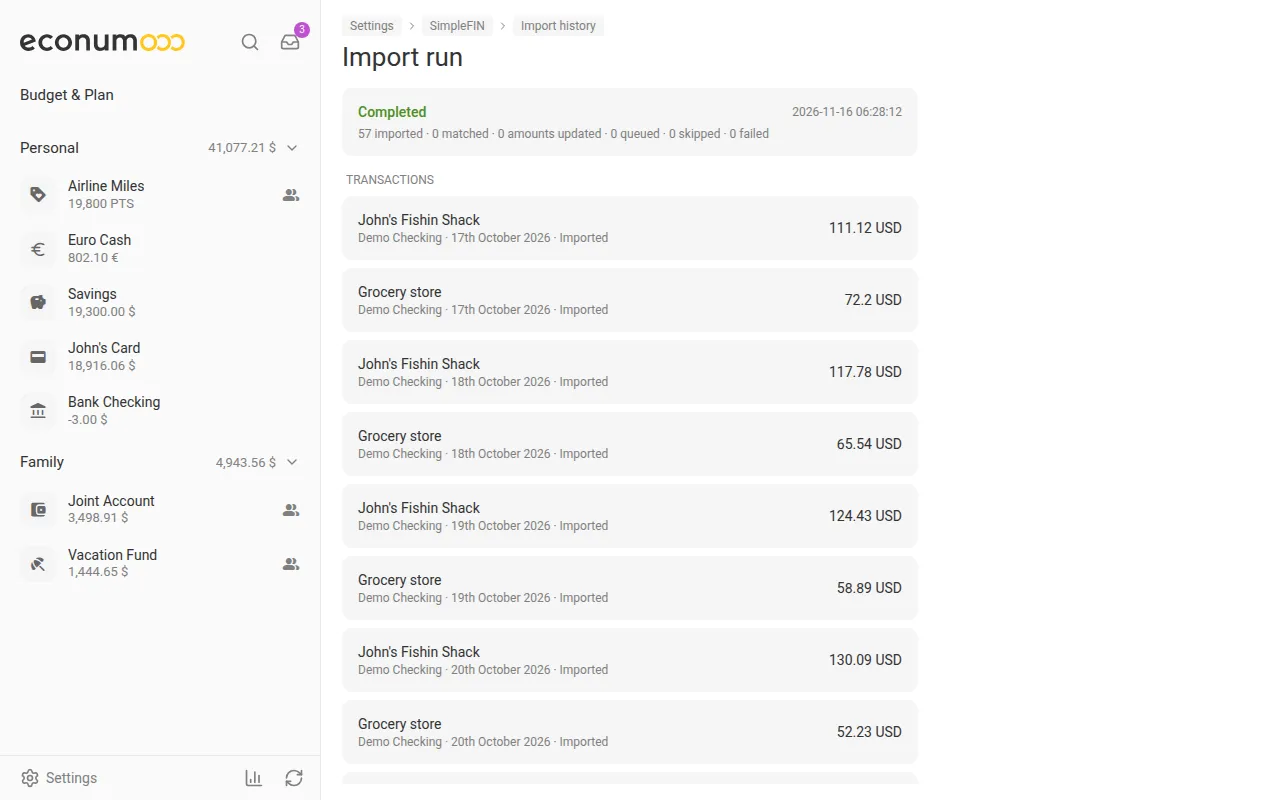 econumo
3
Budget & Plan
Personal
41,077.21 $
Airline Miles
19,800 PTS
Euro Cash
802.10 €
Savings
19,300.00 $
John's Card
18,916.06 $
Bank Checking
-3.00 $
Family
4,943.56 $
Joint Account
3,498.91 $
Vacation Fund
1,444.65 $
Settings
Settings
SimpleFIN
Import history
Import run
Completed
2026-11-16 06:28:12
57 imported · 0 matched · 0 amounts updated · 0 queued · 0 skipped · 0 failed
TRANSACTIONS
John's Fishin Shack
Demo Checking · 17th October 2026 · Imported
111.12 USD
Grocery store
Demo Checking · 17th October 2026 · Imported
72.2 USD
John's Fishin Shack
Demo Checking · 18th October 2026 · Imported
117.78 USD
Grocery store
Demo Checking · 18th October 2026 · Imported
65.54 USD
John's Fishin Shack
Demo Checking · 19th October 2026 · Imported
124.43 USD
Grocery store
Demo Checking · 19th October 2026 · Imported
58.89 USD
John's Fishin Shack
Demo Checking · 20th October 2026 · Imported
130.09 USD
Grocery store
Demo Checking · 20th October 2026 · Imported
52.23 USD